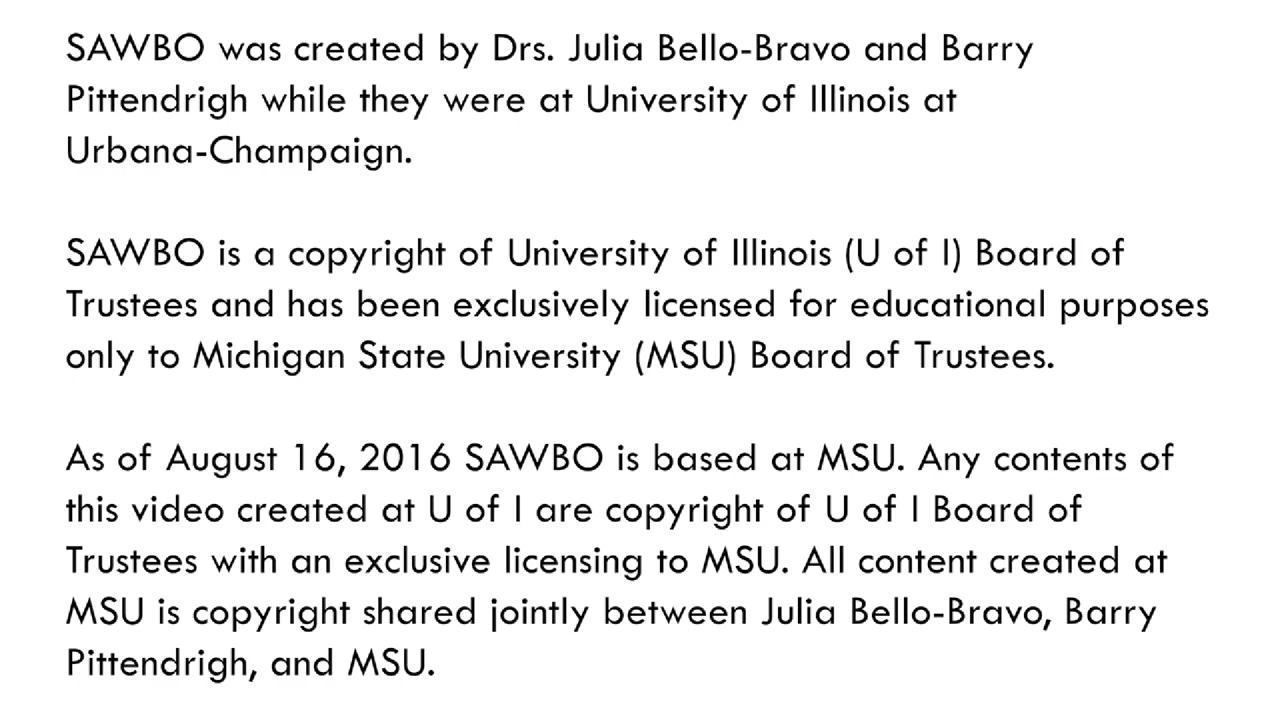 SAWBO was created by Drs. Julia Bello-Bravo and Barry
Pittendrigh while they were at University of Illinois at
Urbana-Champaign.
SAWBO is a copyright of University of Illinois (U of I) Board of
Trustees and has been exclusively licensed for educational purposes
only to Michigan State University (MSU) Board of Trustees.
As of August 16, 2016 SAWBO is based at MSU. Any contents of
this video created at U of I are copyright of U of I Board of
Trustees with an exclusive licensing to MSU. All content created at
MSU is copyright shared jointly between Julia Bello-Bravo, Barry
Pittendrigh, and MSU.